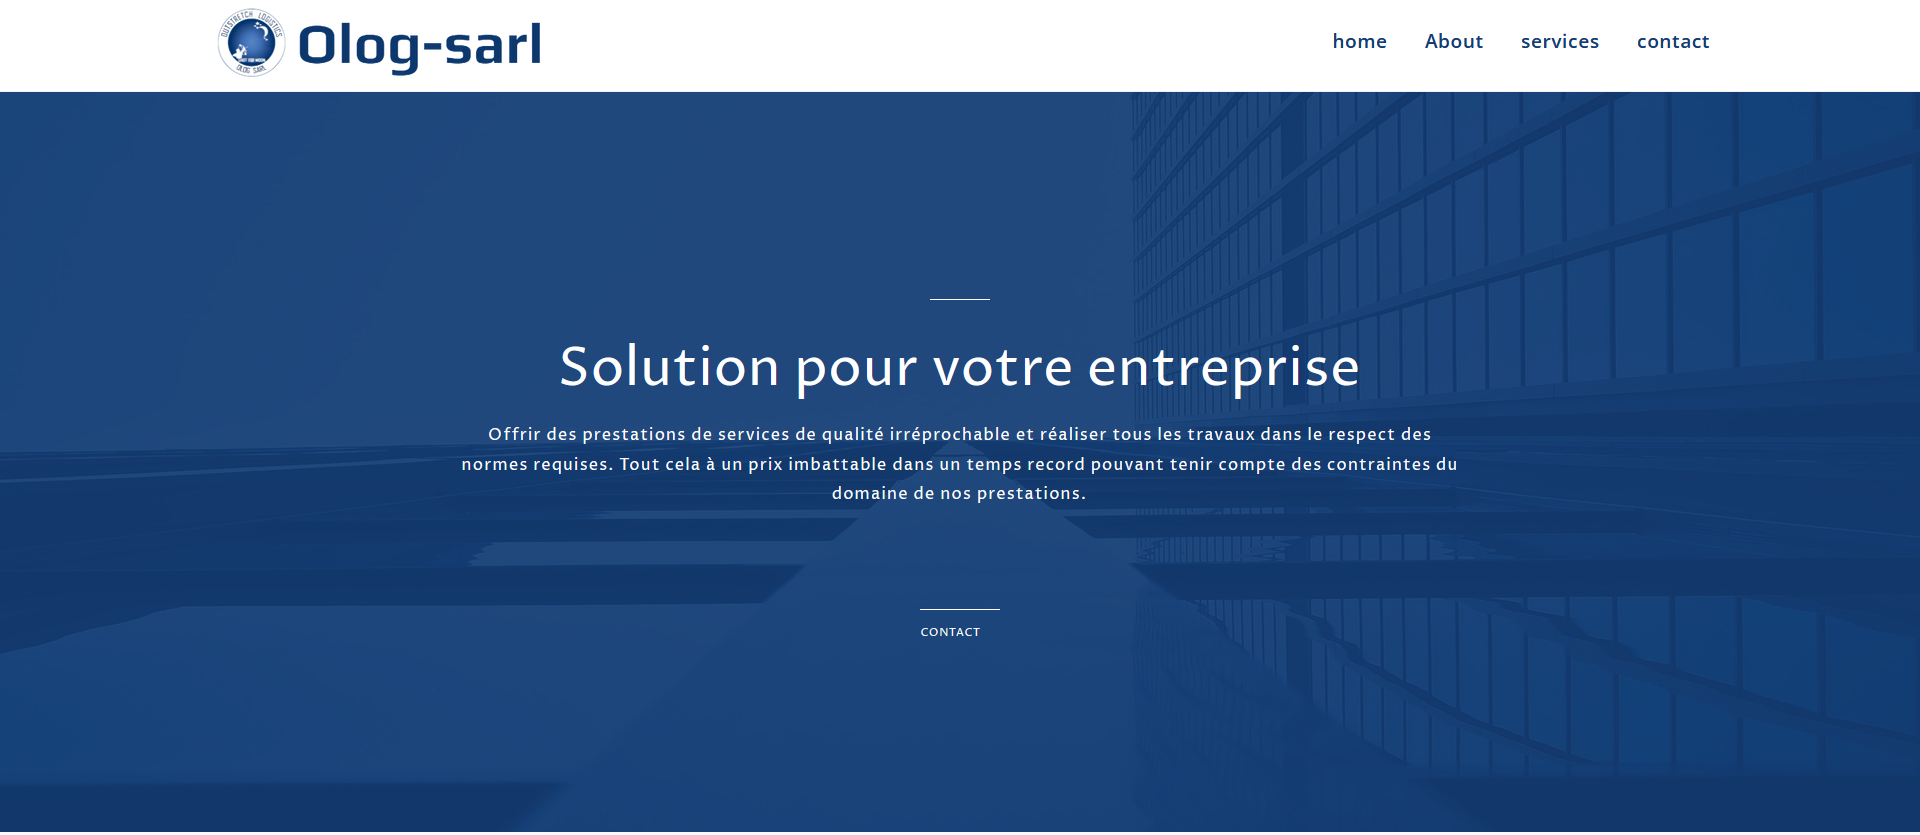 OUTSTRETCH LOGISTICS
OLOG SARL
Olog-sarl
home About services contact
Solution pour votre entreprise
Offrir des prestations de services de qualité irréprochable et réaliser tous les travaux dans le respect des
normes requises. Tout cela à un prix imbattable dans un temps record pouvant tenir compte des contraintes du
domaine de nos prestations.
CONTACT